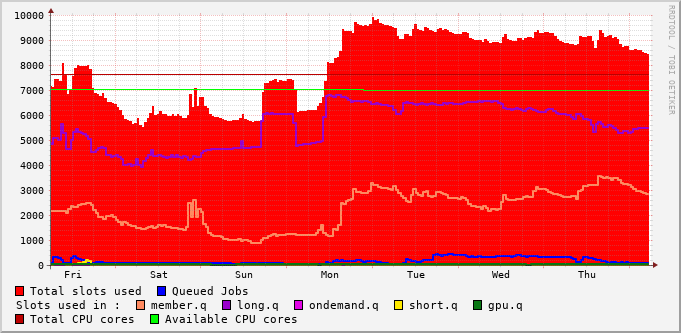 10000
9000
8000
7000
6000
5000
4000
3000
2000
1000
0
Fri Sat Sun Mon Tue Wed Thu
RRDTOOL / TOBI OETIKER
Total slots used Queued Jobs
Slots used in : member.q long.q ondemand.q short.q gpu.q
Total CPU cores Available CPU cores